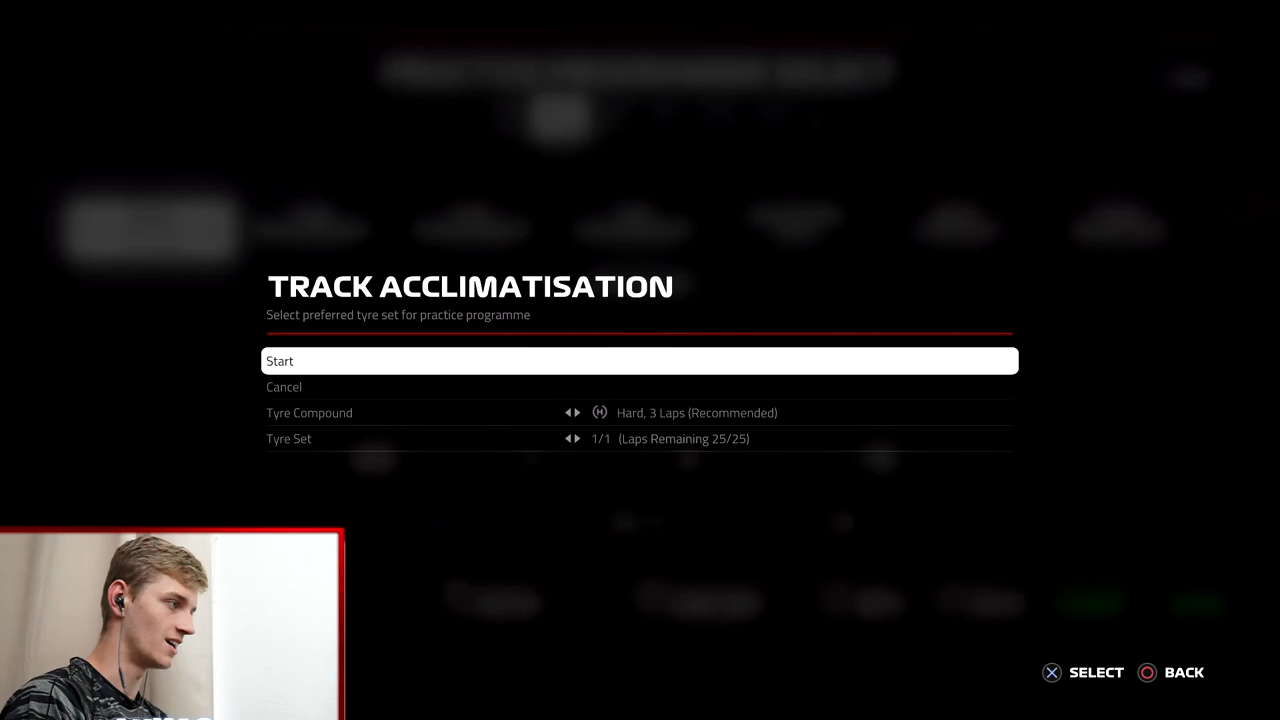 TRACK ACCLIMATISATION
Select preferred tyre set for practice programme
Start
Cancel
Tyre Compound H Hard, 3 Laps (Recommended)
Tyre Set 1/1 (Laps Remaining 25/25)
SELECT BACK